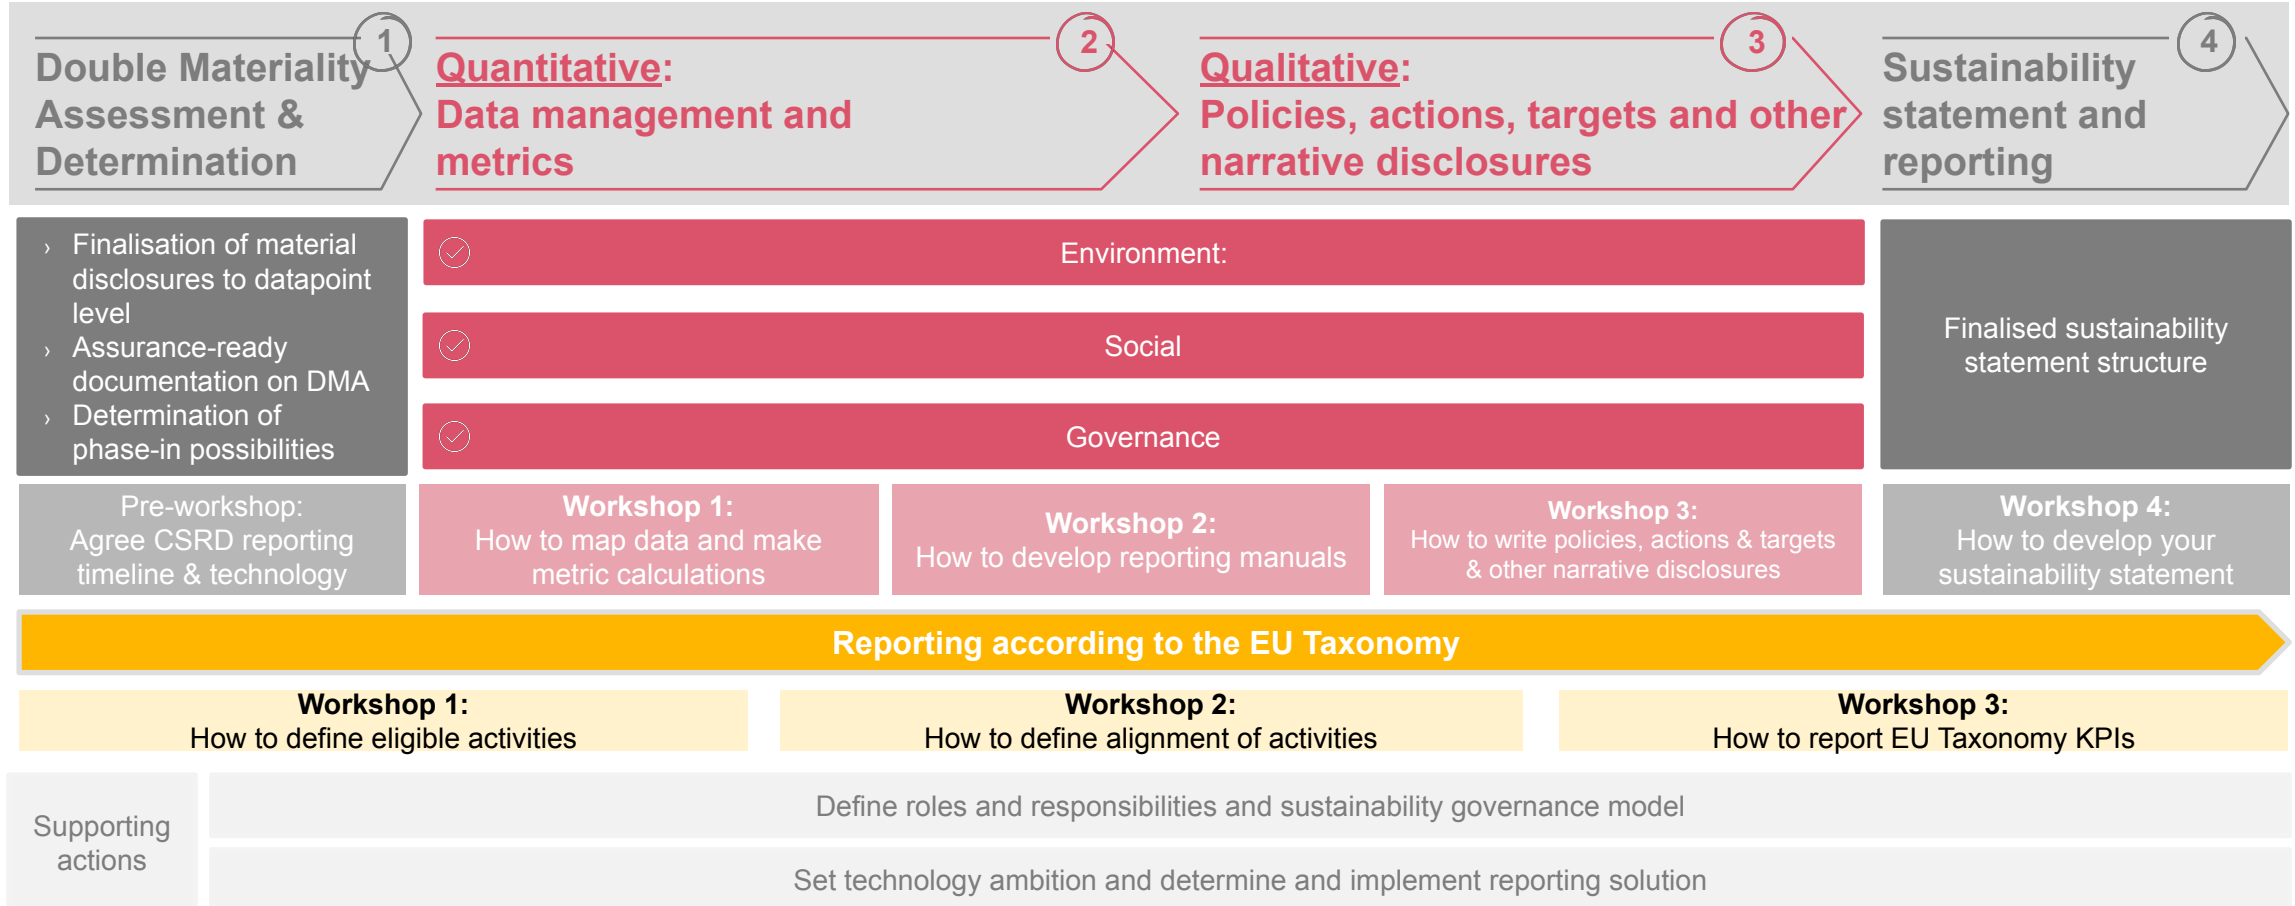 1
Double Materiality
Assessment &
Determination
2
Quantitative:
Data management and
metrics
3
Qualitative:
Policies, actions, targets and other
narrative disclosures
4
Sustainability
statement and
reporting
› Finalisation of material
disclosures to datapoint
level
› Assurance-ready
documentation on DMA
› Determination of
phase-in possibilities
Environment:
Social
Governance
Finalised sustainability
statement structure
Pre-workshop:
Agree CSRD reporting
timeline & technology
Workshop 1:
How to map data and make
metric calculations
Workshop 2:
How to develop reporting manuals
Workshop 3:
How to write policies, actions & targets
& other narrative disclosures
Workshop 4:
How to develop your
sustainability statement
Reporting according to the EU Taxonomy
Workshop 1:
How to define eligible activities
Workshop 2:
How to define alignment of activities
Workshop 3:
How to report EU Taxonomy KPIs
Supporting
actions
Define roles and responsibilities and sustainability governance model
Set technology ambition and determine and implement reporting solution